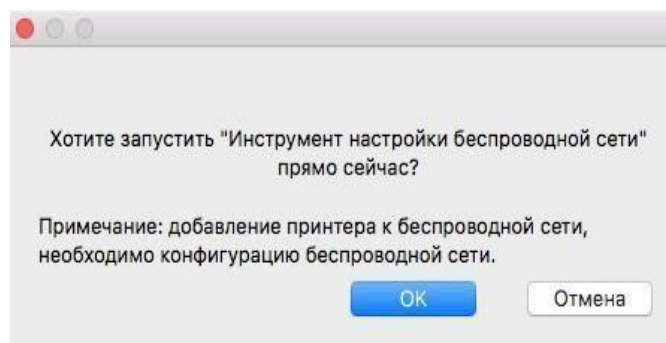 Хотите запустить "Инструмент настройки беспроводной сети"
прямо сейчас?
Примечание: добавление принтера к беспроводной сети,
необходимо конфигурацию беспроводной сети.
OK
Отмена